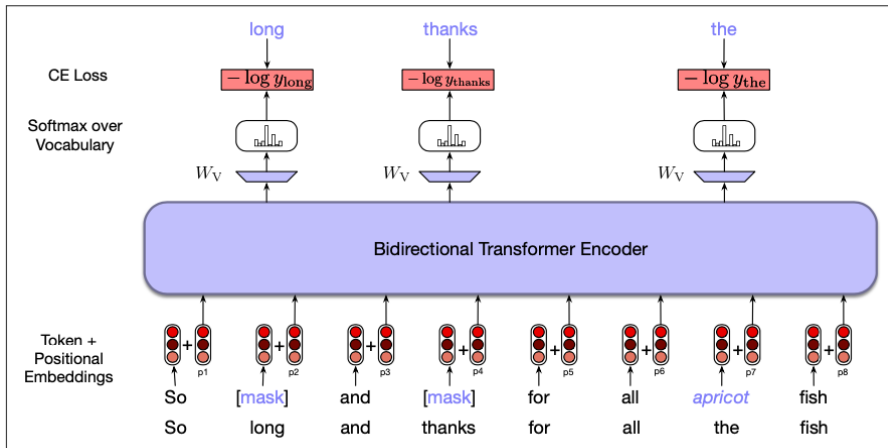 long thanks the
CE Loss − log y_long − log y_thanks − log y_the
Softmax over
Vocabulary
W_V W_V W_V
Bidirectional Transformer Encoder
Token +
Positional
Embeddings
+ + + + + + + +
p1 p2 p3 p4 p5 p6 p7 p8
So [mask] and [mask] for all apricot fish
So long and thanks for all the fish